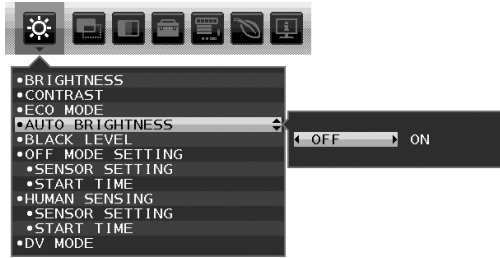 •BRIGHTNESS
•CONTRAST
•ECO MODE
•AUTO BRIGHTNESS
OFF ON
•BLACK LEVEL
•OFF MODE SETTING
•SENSOR SETTING
•START TIME
•HUMAN SENSING
•SENSOR SETTING
•START TIME
•DV MODE